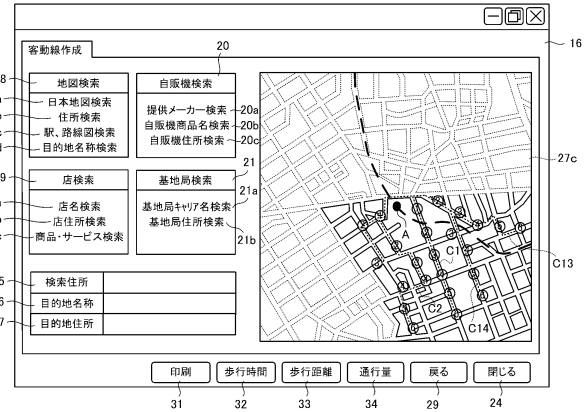 16
客動線作成
20
8
地図検索
自販機検索
日本地図検索
住所検索
駅、路線図検索
目的地名称検索
提供メーカー検索
20a
自販機商品名検索
20b
自販機住所検索
20c
27c
9
店検索
基地局検索
21
21a
店名検索
店住所検索
商品・サービス検索
基地局キャリア名検索
基地局住所検索
21b
A
C1
C13
C2
C14
5
検索住所
6
目的地名称
7
目的地住所
印刷
歩行時間
歩行距離
通行量
戻る
閉じる
31
32
33
34
29
24